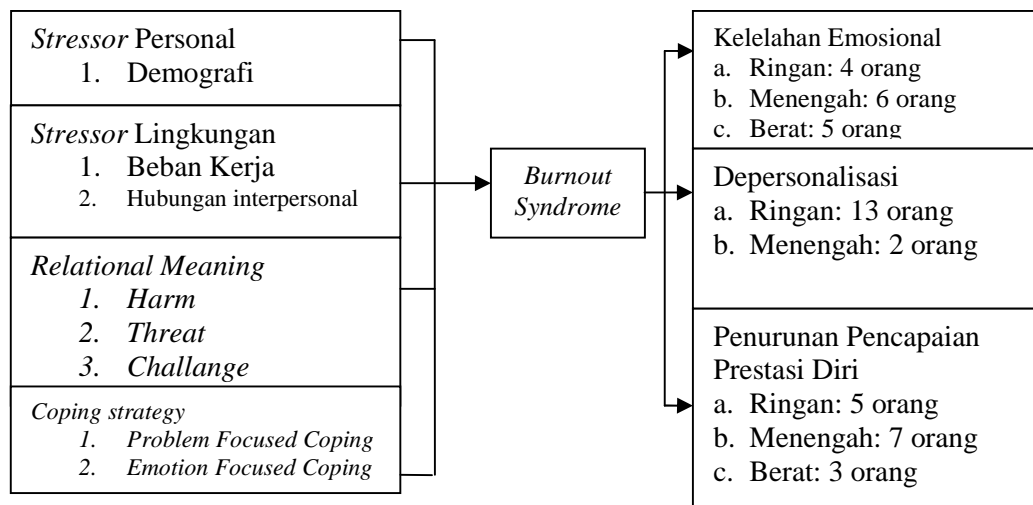 Stressor Personal
1. Demografi
Stressor Lingkungan
1. Beban Kerja
2. Hubungan interpersonal
Relational Meaning
1. Harm
2. Threat
3. Challange
Coping strategy
1. Problem Focused Coping
2. Emotion Focused Coping
Burnout
Syndrome
Kelelahan Emosional
a. Ringan: 4 orang
b. Menengah: 6 orang
c. Berat: 5 orang
Depersonalisasi
a. Ringan: 13 orang
b. Menengah: 2 orang
Penurunan Pencapaian
Prestasi Diri
a. Ringan: 5 orang
b. Menengah: 7 orang
c. Berat: 3 orang